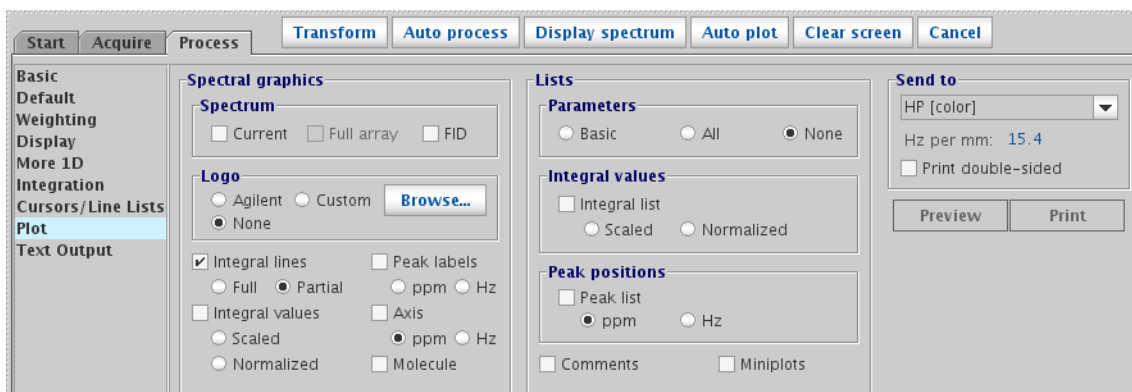 Start Acquire Process Transform Auto process Display spectrum Auto plot Clear screen Cancel
Basic
Default
Weighting
Display
More 1D
Integration
Cursors/Line Lists
Plot
Text Output
Spectral graphics
Spectrum
Current Full array FID
Logo
Agilent Custom Browse...
None
Integral lines Peak labels
Full Partial ppm Hz
Integral values Axis
Scaled ppm Hz
Normalized Molecule
Lists
Parameters
Basic All None
Integral values
Integral list
Scaled Normalized
Peak positions
Peak list
ppm Hz
Comments Miniplots
Send to
HP [color]
Hz per mm: 15.4
Print double-sided
Preview Print